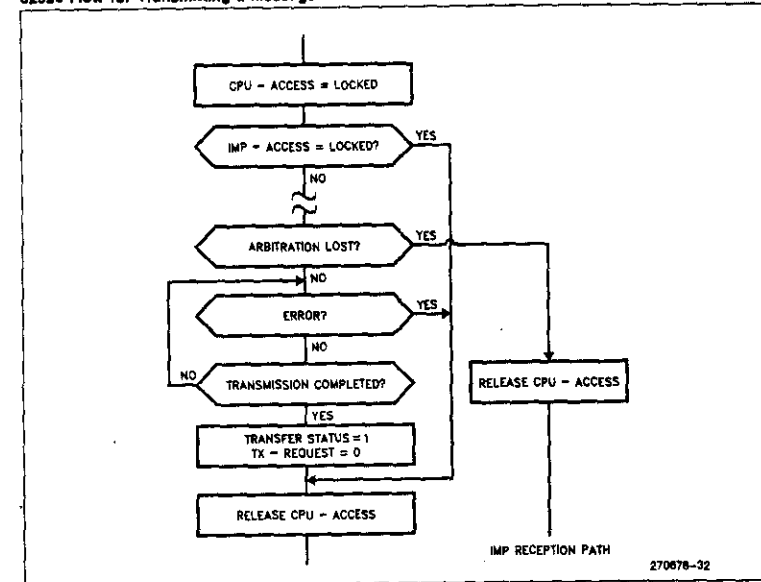 CPU - ACCESS = LOCKED
IMP - ACCESS = LOCKED?
YES
NO
ARBITRATION LOST?
YES
NO
ERROR?
YES
NO
TRANSMISSION COMPLETED?
NO
YES
RELEASE CPU - ACCESS
TRANSFER STATUS = 1
TX - REQUEST = 0
RELEASE CPU - ACCESS
IMP RECEPTION PATH
270678-32